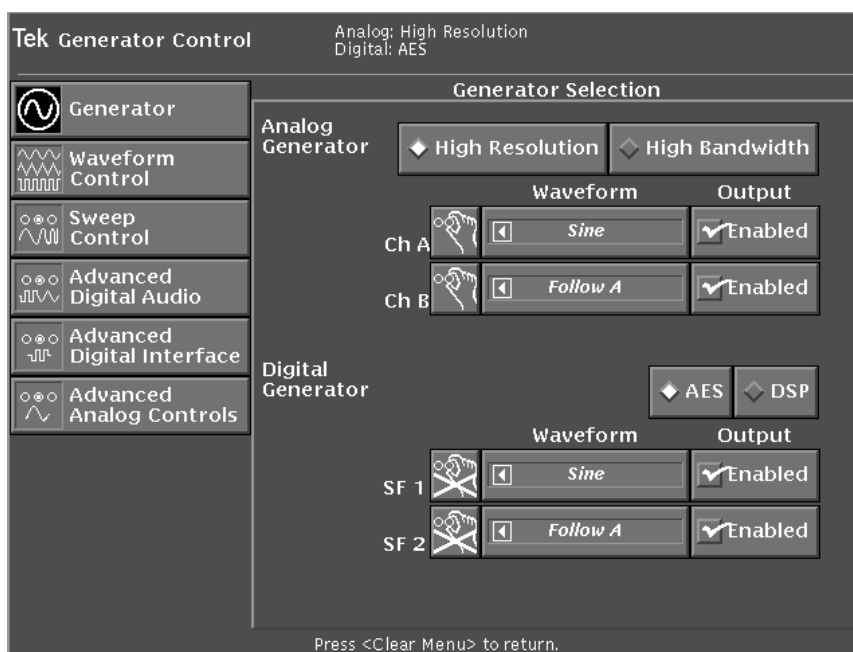 Tek Generator Control
Analog: High Resolution
Digital: AES
Generator
Waveform
Control
Sweep
Control
Advanced
Digital Audio
Advanced
Digital Interface
Advanced
Analog Controls
Generator Selection
Analog
Generator
High Resolution
High Bandwidth
Waveform
Output
Ch A
Sine
Enabled
Ch B
Follow A
Enabled
Digital
Generator
AES
DSP
Waveform
Output
SF 1
Sine
Enabled
SF 2
Follow A
Enabled
Press <Clear Menu> to return.